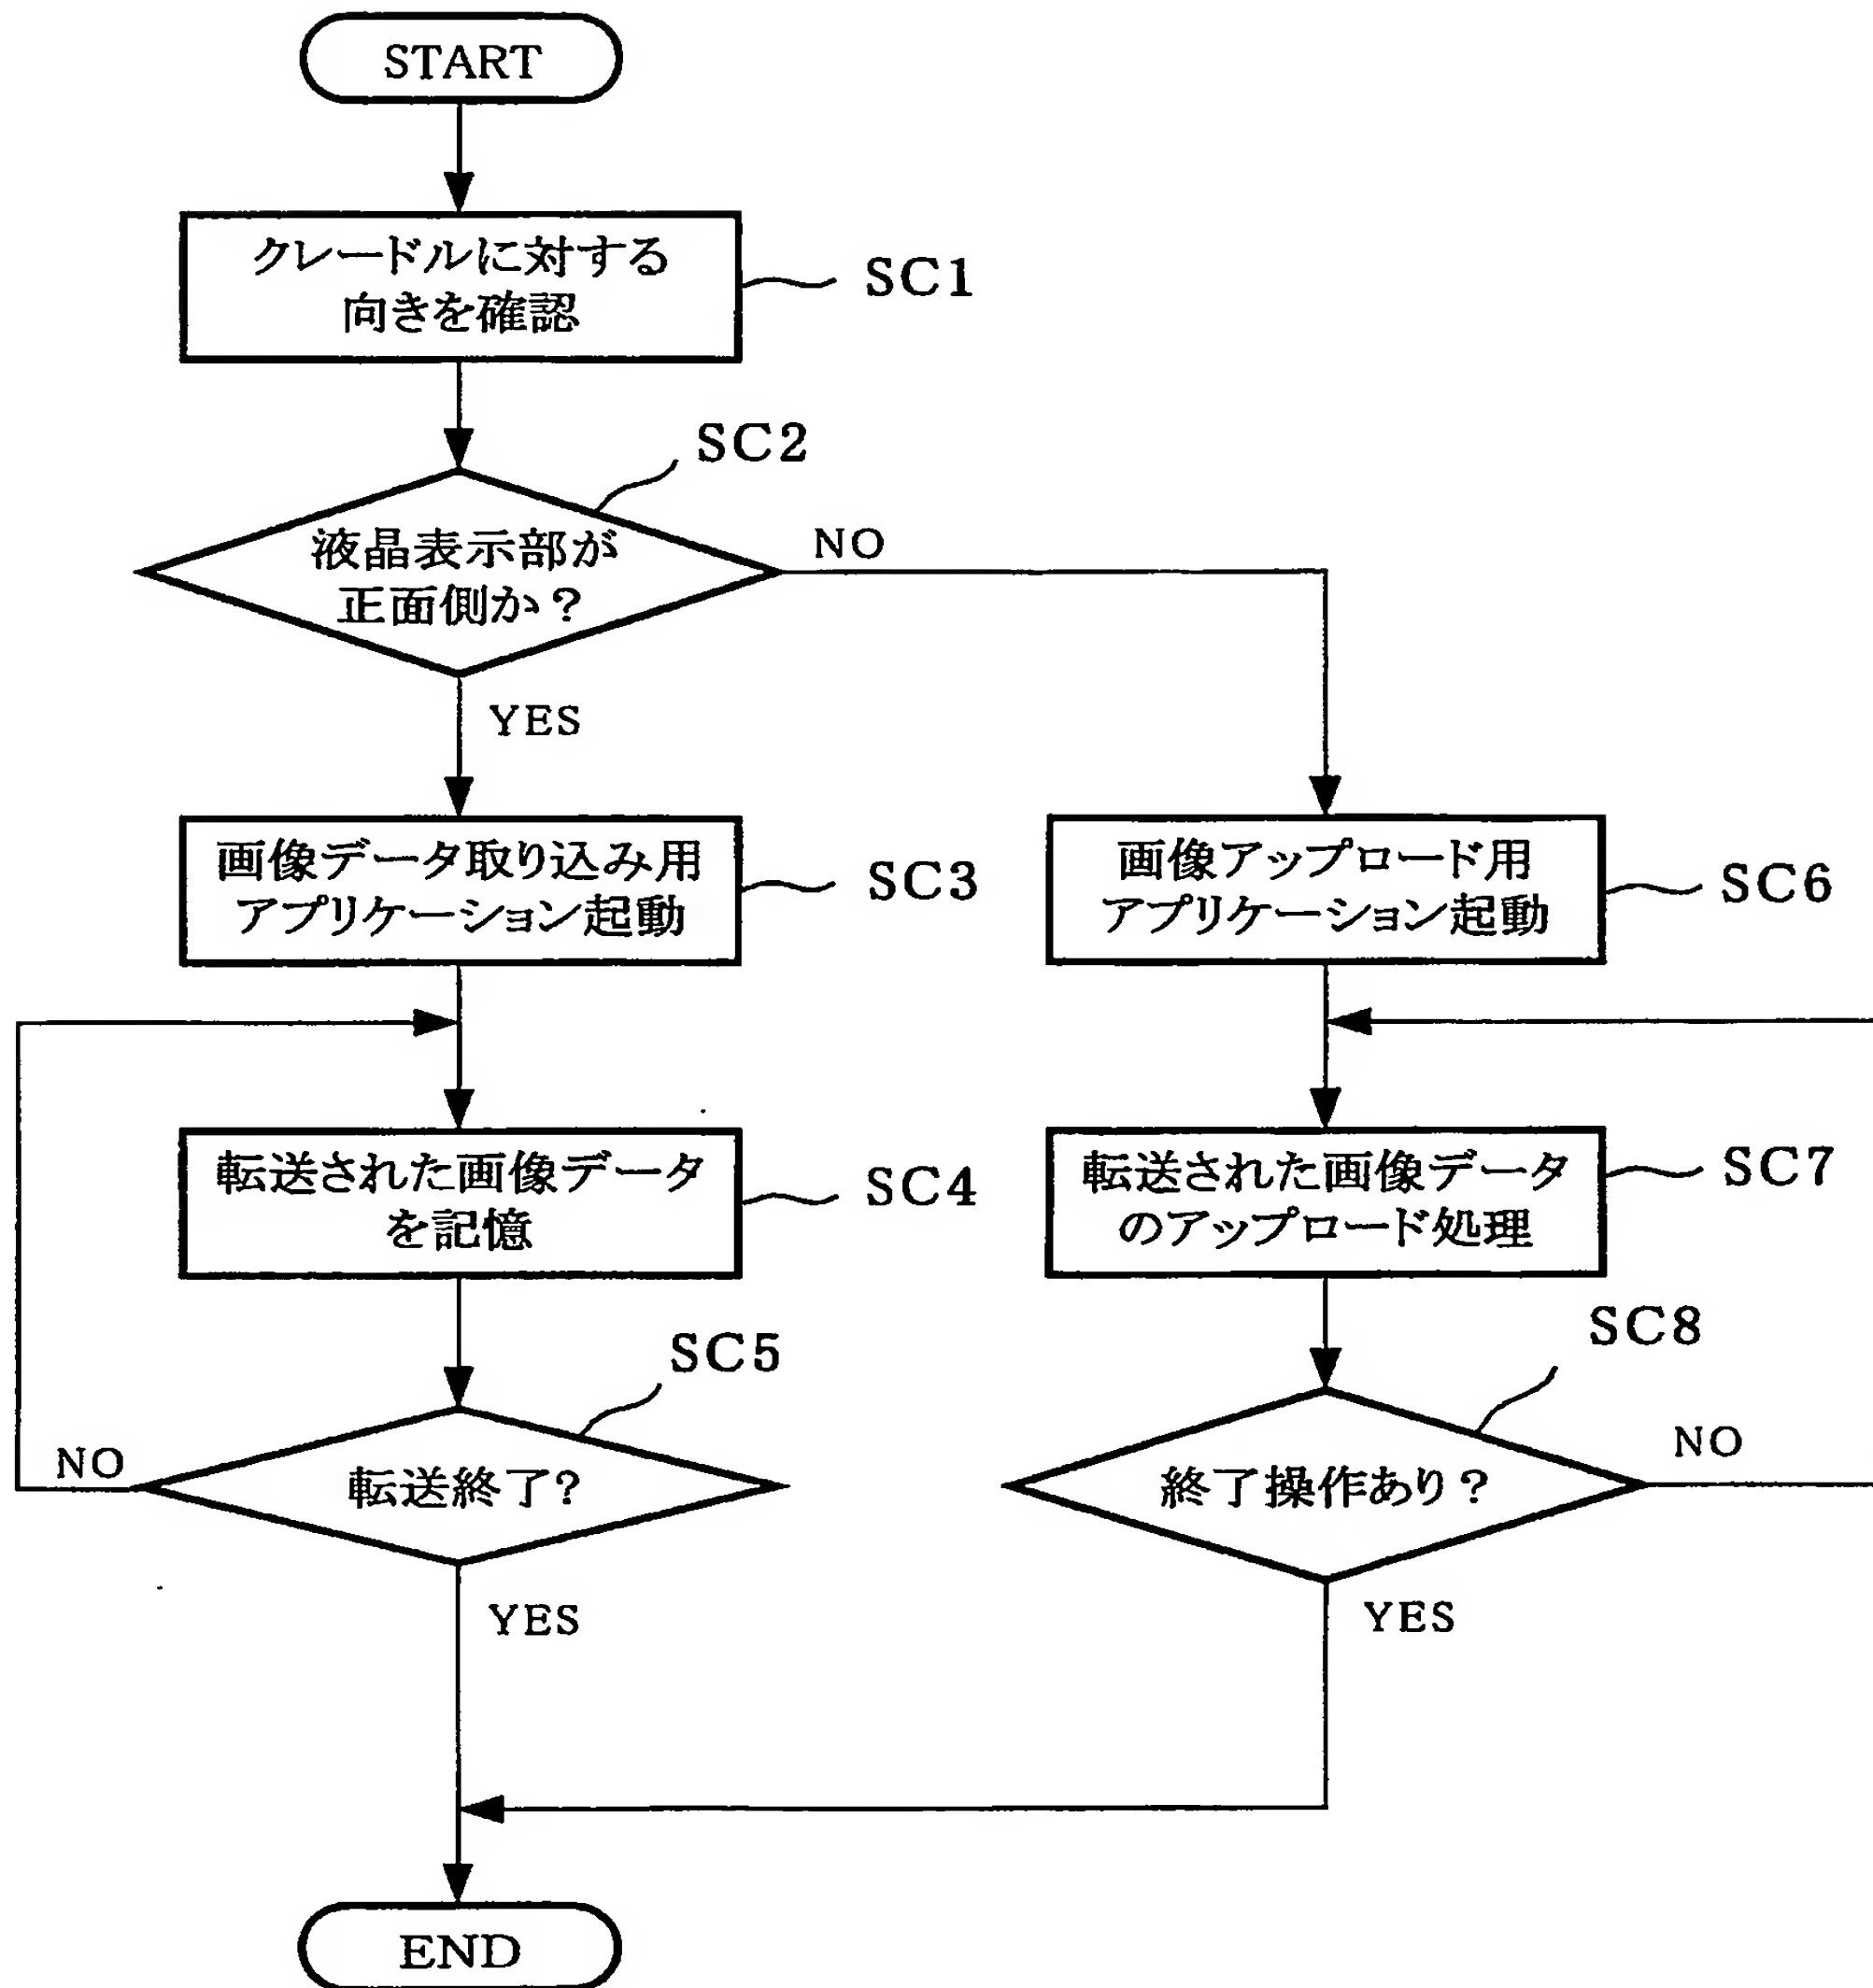 START
クレードルに対する
向きを確認
SC1
SC2
液晶表示部が
正面側か？
NO
YES
画像データ取り込み用
アプリケーション起動
SC3
画像アップロード用
アプリケーション起動
SC6
転送された画像データ
を記憶
SC4
転送された画像データ
のアップロード処理
SC7
SC5
転送終了?
NO
YES
SC8
終了操作あり？
NO
YES
END